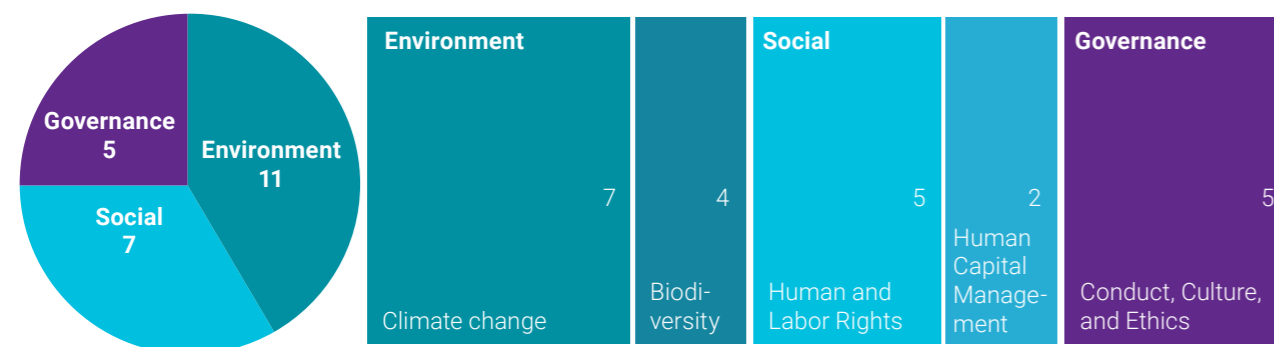 Governance
5
Environment
11
Social
7
Environment
7
Climate change
4
Biodi-
versity
Social
5
Human and
Labor Rights
2
Human
Capital
Manage-
ment
Governance
5
Conduct, Culture,
and Ethics